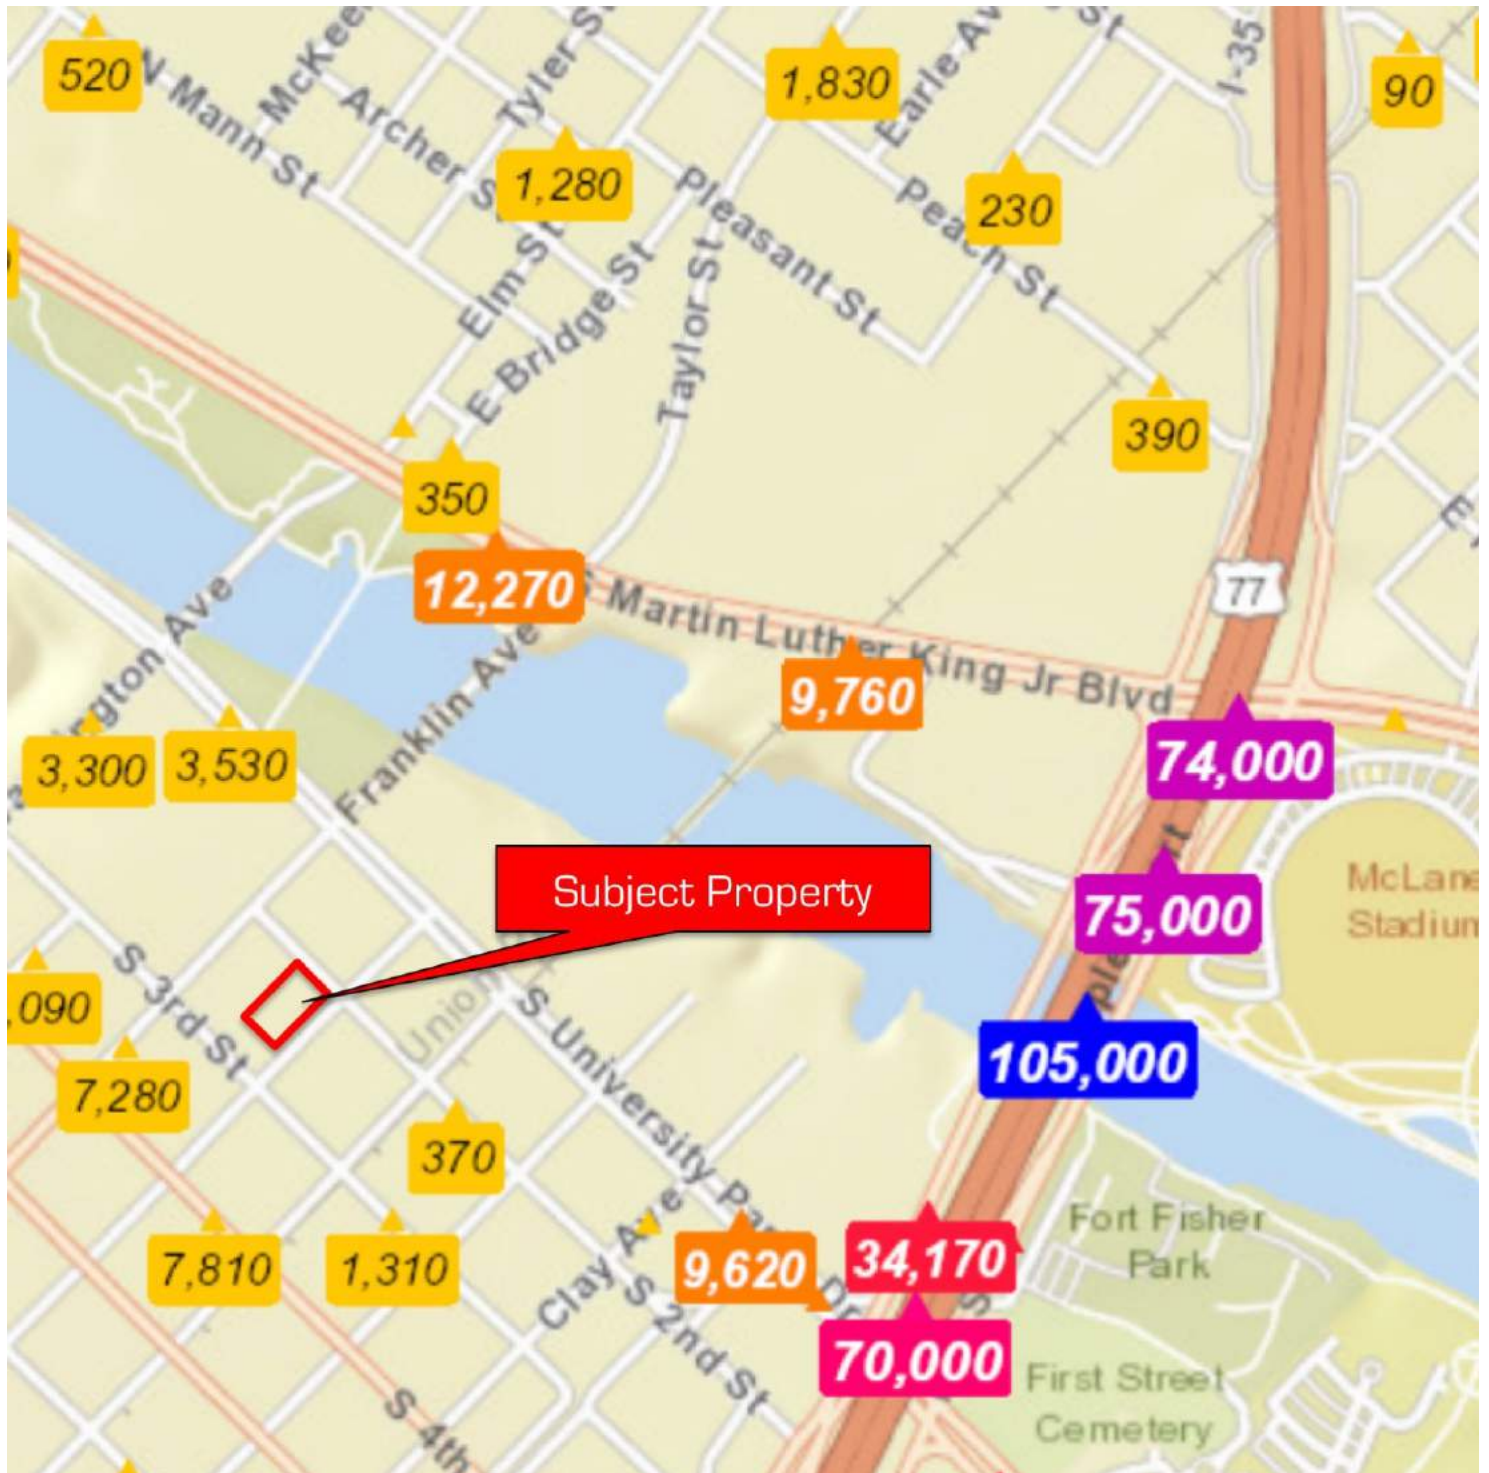 520
N Mann St
McKee
Archer S
Tyler S
1,280
1,830
Earle Av
St
I-35
90
Pleasant St
Peach St
230
Elm St
E Bridge St
Taylor St
390
350
12,270
S Martin Luther King Jr Blvd
9,760
77
74,000
ngton Ave
3,300
3,530
Franklin Ave
Subject Property
McLane
Stadium
75,000
105,000
,090
S 3rd St
7,280
Union
S University Par
Dr
370
7,810
1,310
Clay Ave
S 2nd St
9,620
34,170
70,000
Fort Fisher
Park
First Street
Cemetery
S 4th